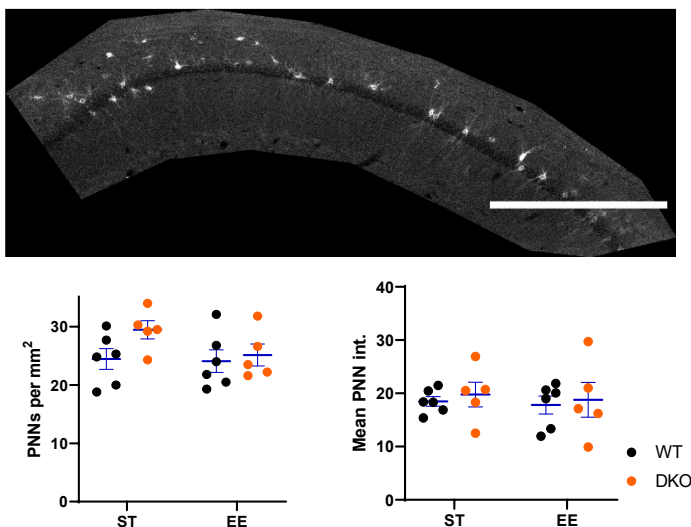 PNNs per mm²
30
20
10
0
ST
EE
Mean PNN int.
40
30
20
10
0
ST
EE
WT
DKO